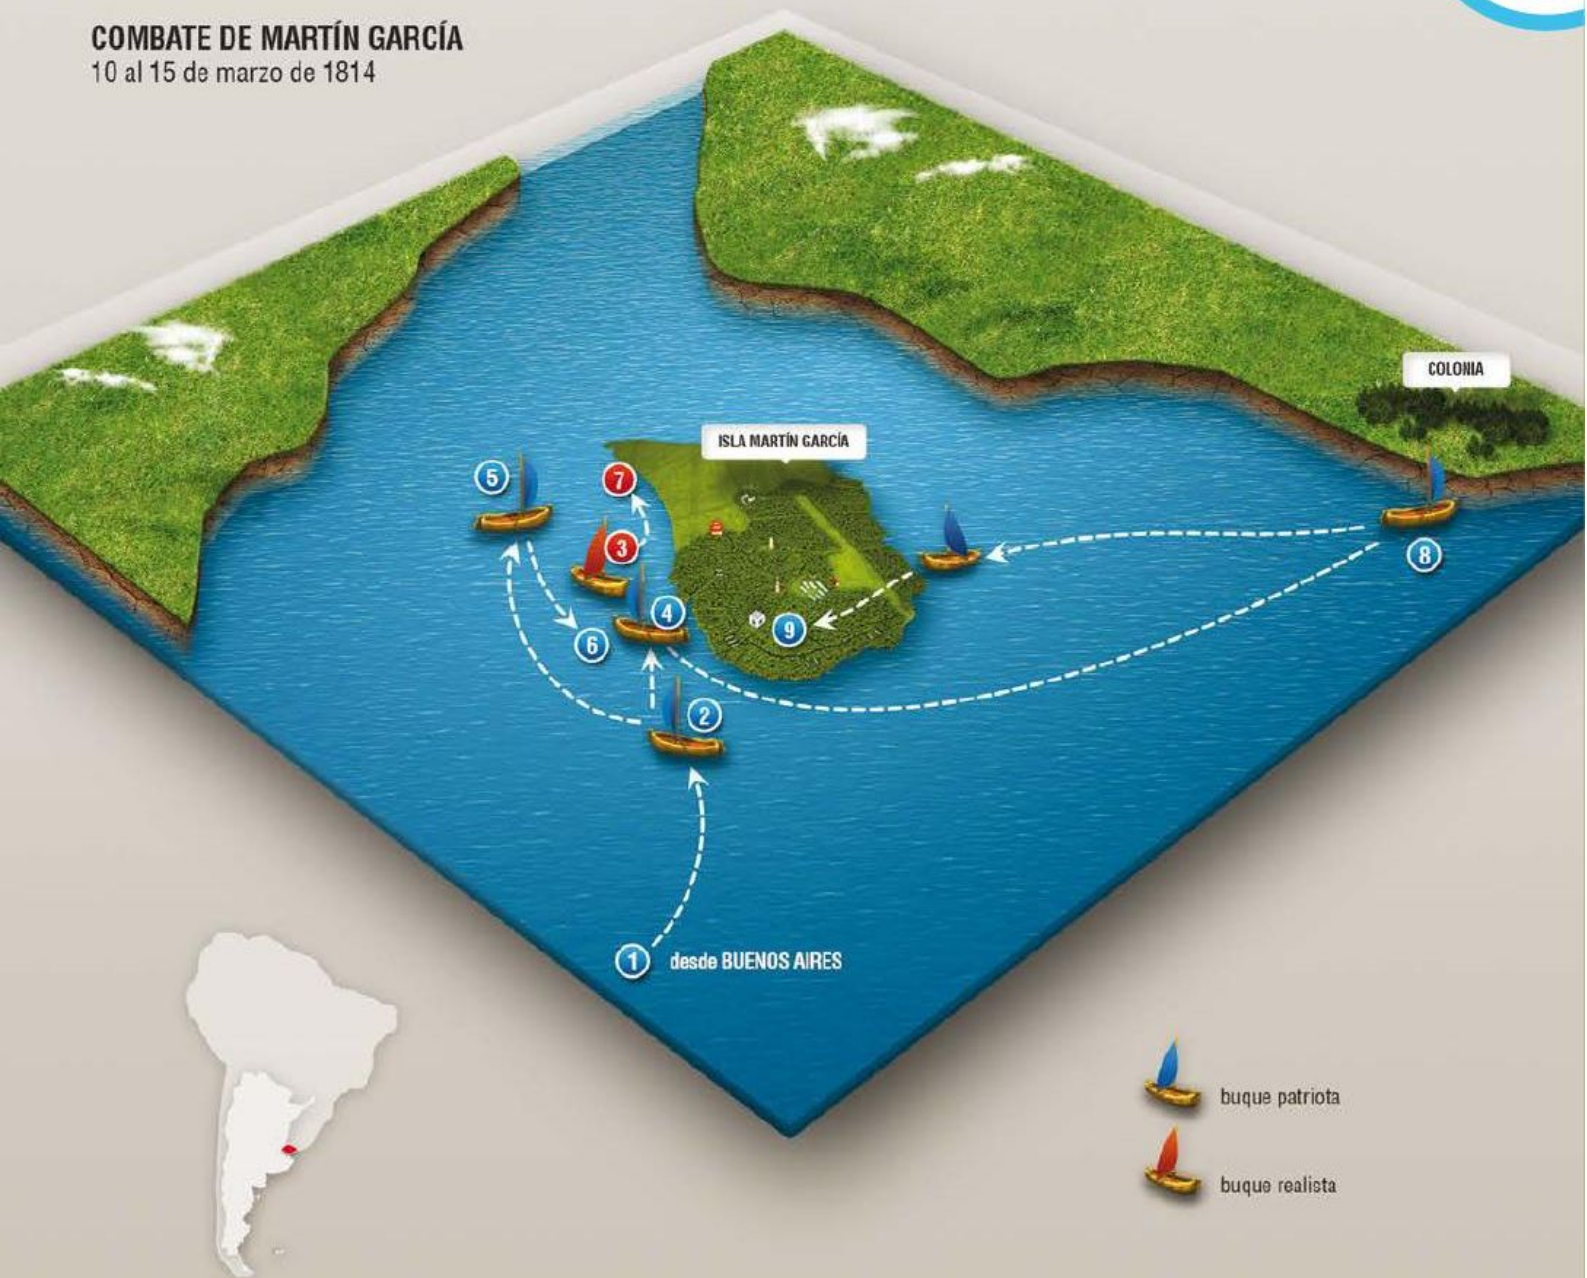 COMBATE DE MARTÍN GARCÍA
10 al 15 de marzo de 1814
COLONIA
ISLA MARTÍN GARCÍA
5
7
3
8
4
6
9
2
1 desde BUENOS AIRES
buque patriota
buque realista